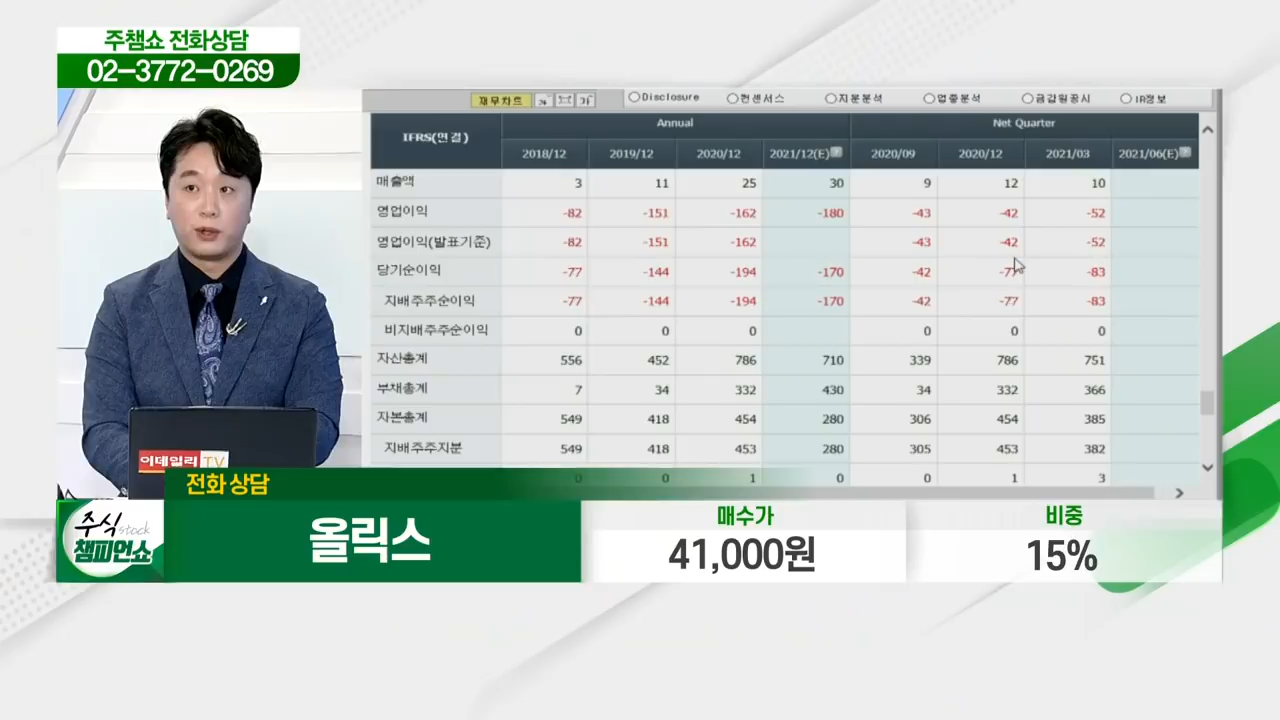 주챔쇼 전화상담
02-3772-0269
재무차트
Disclosure 컨센서스 지분분석 업종분석 금감원공시 IR정보
IFRS(연결) Annual Net Quarter
2018/12 2019/12 2020/12 2021/12(E) 2020/09 2020/12 2021/03 2021/06(E)
매출액 3 11 25 30 9 12 10
영업이익 -82 -151 -162 -180 -43 -42 -52
영업이익(발표기준) -82 -151 -162 -43 -42 -52
당기순이익 -77 -144 -194 -170 -42 -77 -83
지배주주순이익 -77 -144 -194 -170 -42 -77 -83
비지배주주순이익 0 0 0 0 0 0
자산총계 556 452 786 710 339 786 751
부채총계 7 34 332 430 34 332 366
자본총계 549 418 454 280 306 454 385
지배주주지분 549 418 453 280 305 453 382
0 0 1 0 0 1 3
이데일리 TV
전화 상담
주식 stock
챔피언쇼
올릭스
매수가
41,000원
비중
15%